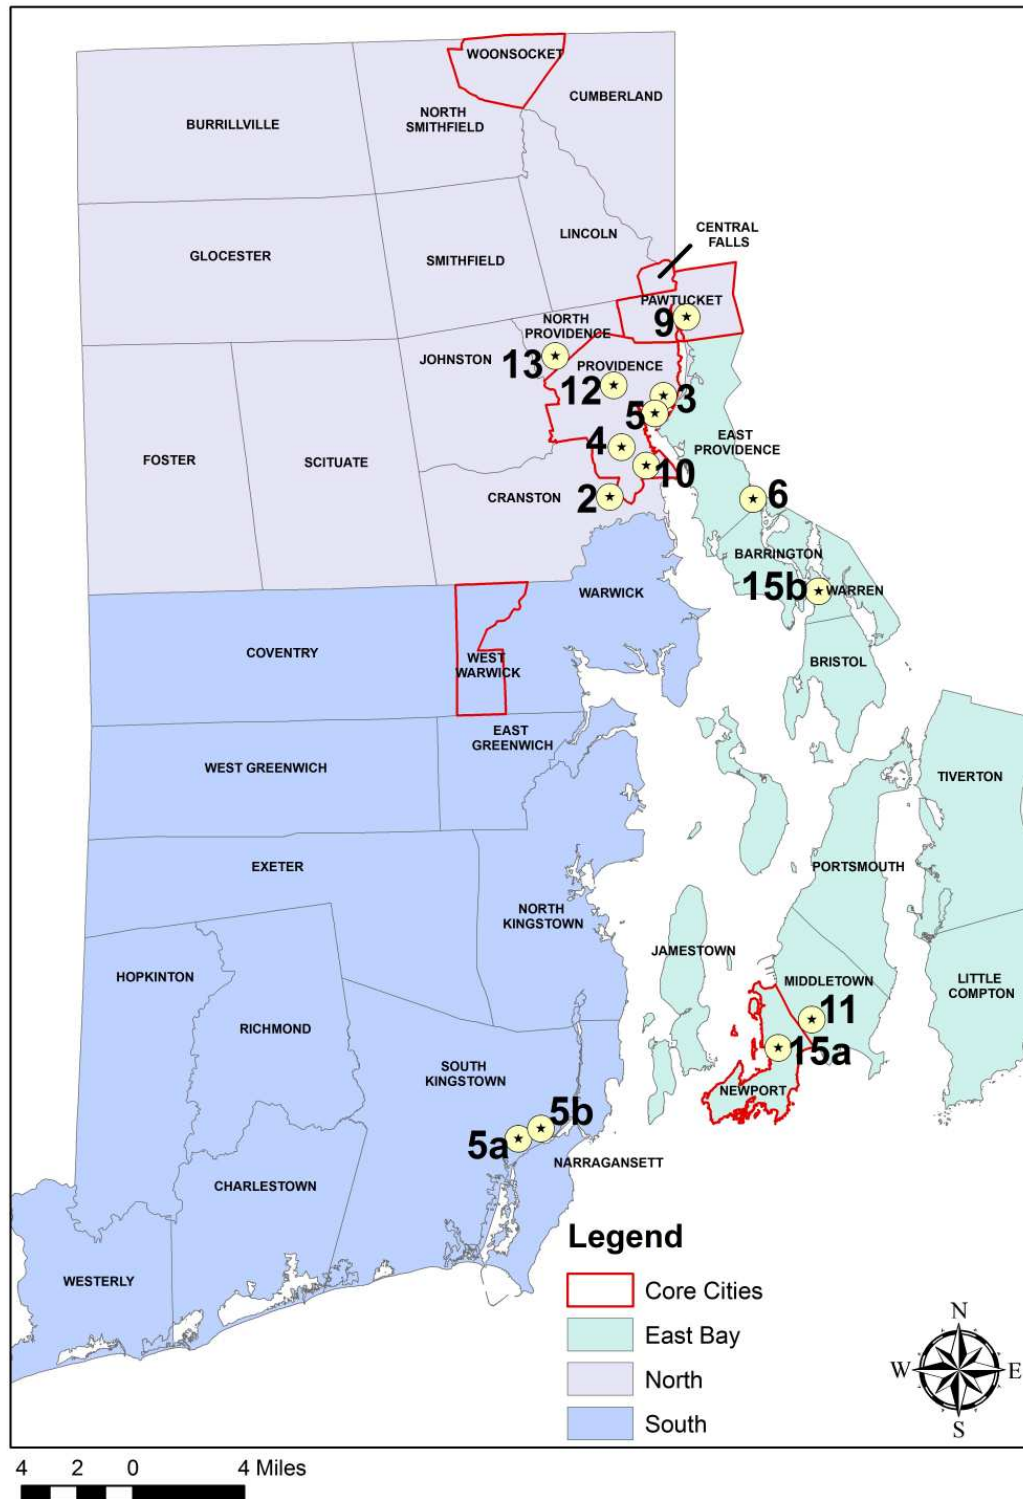 WOONSOCKET
CUMBERLAND
NORTH
SMITHFIELD
BURRILLVILLE
CENTRAL
FALLS
LINCOLN
GLOCESTER
SMITHFIELD
PAWTUCKET
9
NORTH
PROVIDENCE
JOHNSTON
13
PROVIDENCE
12
3
5
EAST
PROVIDENCE
4
FOSTER
SCITUATE
10
CRANSTON
2
6
BARRINGTON
15b
WARREN
WARWICK
COVENTRY
WEST
WARWICK
BRISTOL
EAST
GREENWICH
WEST GREENWICH
TIVERTON
EXETER
PORTSMOUTH
NORTH
KINGSTOWN
JAMESTOWN
HOPKINTON
MIDDLETOWN
LITTLE
COMPTON
RICHMOND
11
15a
SOUTH
KINGSTOWN
NEWPORT
5b
5a
NARRAGANSETT
CHARLESTOWN
WESTERLY
Legend
Core Cities
East Bay
North
South
N
W
E
S
4 2 0 4 Miles